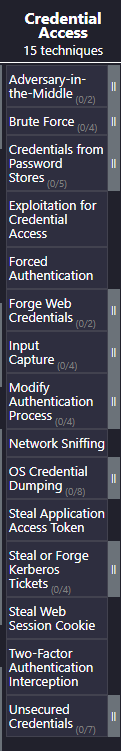 Credential
Access
15 techniques
Adversary-in-
the-Middle (0/2)
Brute Force (0/4)
Credentials from
Password
Stores (0/5)
Exploitation for
Credential
Access
Forced
Authentication
Forge Web
Credentials (0/2)
Input
Capture (0/4)
Modify
Authentication
Process (0/4)
Network Sniffing
OS Credential
Dumping (0/8)
Steal Application
Access Token
Steal or Forge
Kerberos
Tickets (0/4)
Steal Web
Session Cookie
Two-Factor
Authentication
Interception
Unsecured
Credentials (0/7)